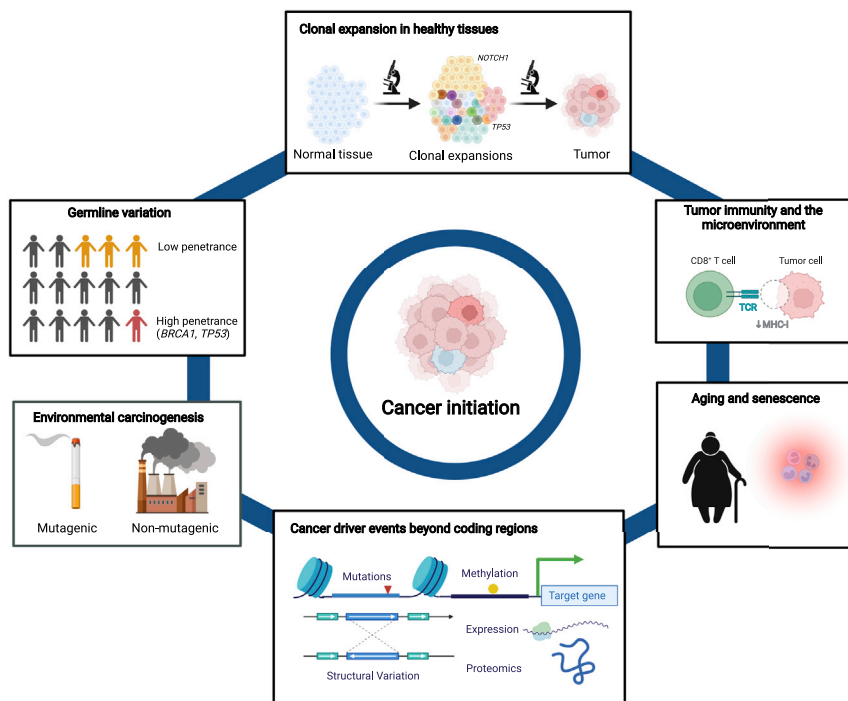 Clonal expansion in healthy tissues
NOTCH1
TP53
Normal tissue
Clonal expansions
Tumor
Germline variation
Low penetrance
High penetrance
(BRCA1, TP53)
Tumor immunity and the
microenvironment
CD8⁺ T cell
Tumor cell
TCR
↓MHC-I
Cancer initiation
Environmental carcinogenesis
Mutagenic
Non-mutagenic
Aging and senescence
Cancer driver events beyond coding regions
Mutations
Methylation
Target gene
Expression
Proteomics
Structural Variation